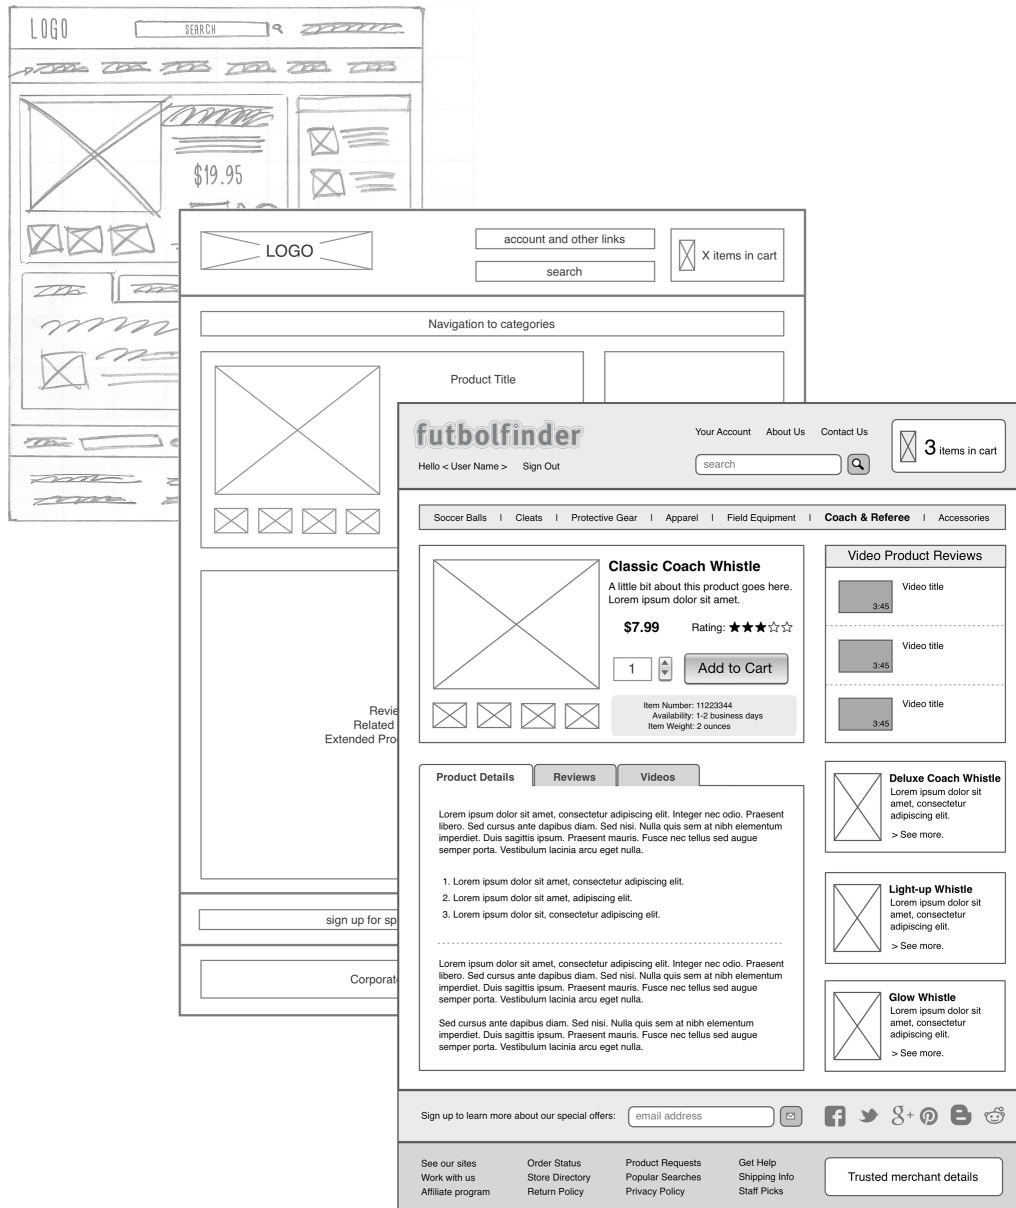 LOGO
SEARCH
$19.95
LOGO
account and other links
search
X items in cart
Navigation to categories
Product Title
Revie
Related
Extended Pro
sign up for sp
Corporat
futbolfinder
Your Account About Us Contact Us
3 items in cart
Hello < User Name > Sign Out
search
Soccer Balls | Cleats | Protective Gear | Apparel | Field Equipment | Coach & Referee | Accessories
Classic Coach Whistle
A little bit about this product goes here.
Lorem ipsum dolor sit amet.
$7.99 Rating: ★★★☆☆
1 Add to Cart
Item Number: 11223344
Availability: 1-2 business days
Item Weight: 2 ounces
Video Product Reviews
Video title
3:45
Video title
3:45
Video title
3:45
Product Details Reviews Videos
Lorem ipsum dolor sit amet, consectetur adipiscing elit. Integer nec odio. Praesent
libero. Sed cursus ante dapibus diam. Sed nisi. Nulla quis sem at nibh elementum
imperdiet. Duis sagittis ipsum. Praesent mauris. Fusce nec tellus sed augue
semper porta. Vestibulum lacinia arcu eget nulla.
1. Lorem ipsum dolor sit amet, consectetur adipiscing elit.
2. Lorem ipsum dolor sit amet, adipiscing elit.
3. Lorem ipsum dolor sit, consectetur adipiscing elit.
Lorem ipsum dolor sit amet, consectetur adipiscing elit. Integer nec odio. Praesent
libero. Sed cursus ante dapibus diam. Sed nisi. Nulla quis sem at nibh elementum
imperdiet. Duis sagittis ipsum. Praesent mauris. Fusce nec tellus sed augue
semper porta. Vestibulum lacinia arcu eget nulla.
Sed cursus ante dapibus diam. Sed nisi. Nulla quis sem at nibh elementum
imperdiet. Duis sagittis ipsum. Praesent mauris. Fusce nec tellus sed augue
semper porta. Vestibulum lacinia arcu eget nulla.
Deluxe Coach Whistle
Lorem ipsum dolor sit
amet, consectetur
adipiscing elit.
> See more.
Light-up Whistle
Lorem ipsum dolor sit
amet, consectetur
adipiscing elit.
> See more.
Glow Whistle
Lorem ipsum dolor sit
amet, consectetur
adipiscing elit.
> See more.
Sign up to learn more about our special offers: email address
See our sites
Work with us
Affiliate program
Order Status
Store Directory
Return Policy
Product Requests
Popular Searches
Privacy Policy
Get Help
Shipping Info
Staff Picks
Trusted merchant details